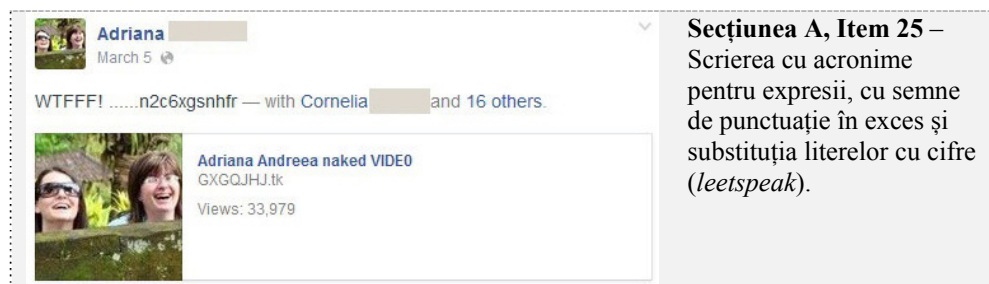 Adriana
March 5
WTFFF! ......n2c6xgsnhfr — with Cornelia and 16 others.
Adriana Andreea naked VIDE0
GXGQJHJ.tk
Views: 33,979
Secțiunea A, Item 25 –
Scrierea cu acronime
pentru expresii, cu semne
de punctuație în exces și
substituția literelor cu cifre
(leetspeak).